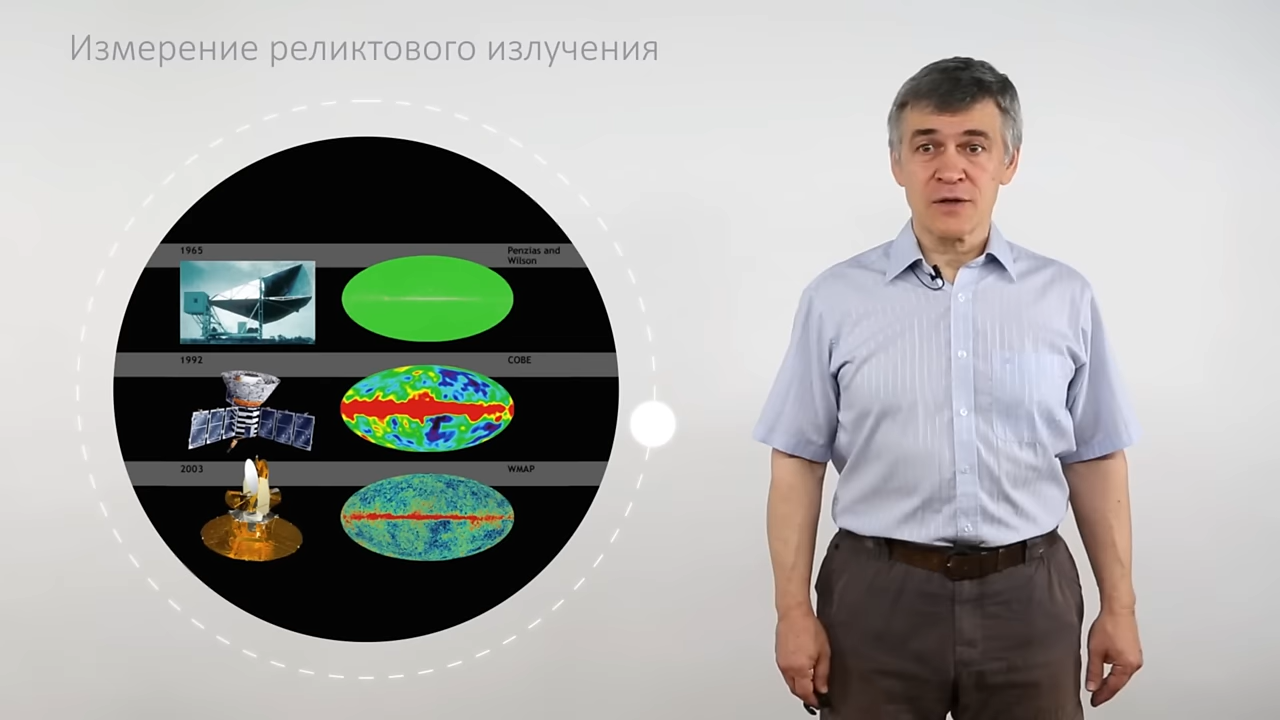 Измерение реликтового излучения
1965
Penzias and
Wilson
1992
COBE
2003
WMAP